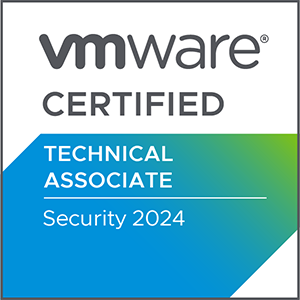 vmware®
CERTIFIED
TECHNICAL
ASSOCIATE
Security 2024